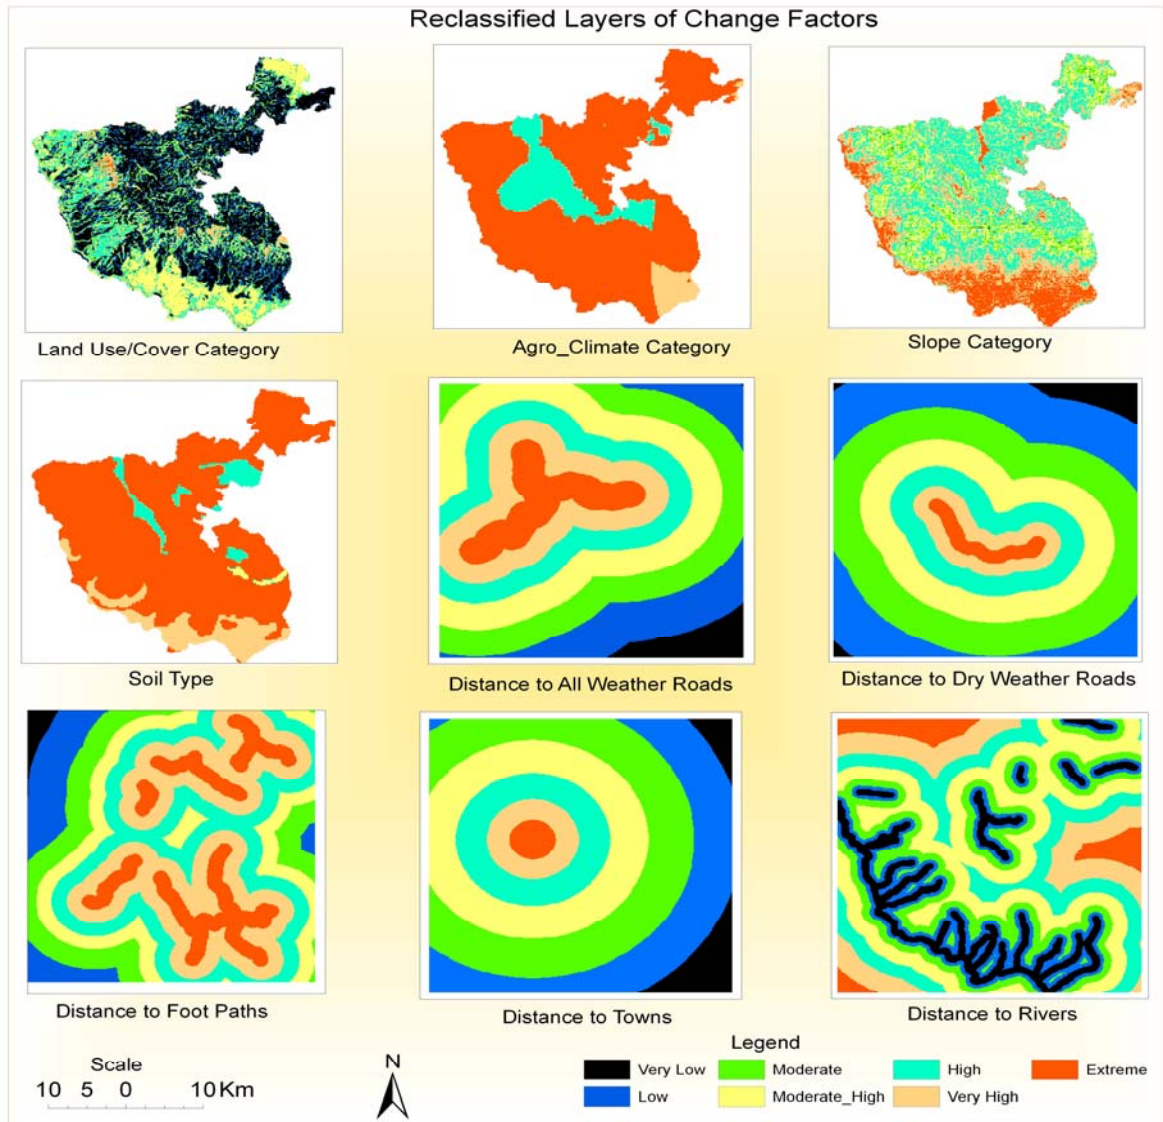 Reclassified Layers of Change Factors
Land Use/Cover Category
Agro_Climate Category
Slope Category
Soil Type
Distance to All Weather Roads
Distance to Dry Weather Roads
Distance to Foot Paths
Distance to Towns
Distance to Rivers
Scale
10 5 0 10 Km
N
Legend
Very Low
Moderate
High
Extreme
Low
Moderate_High
Very High